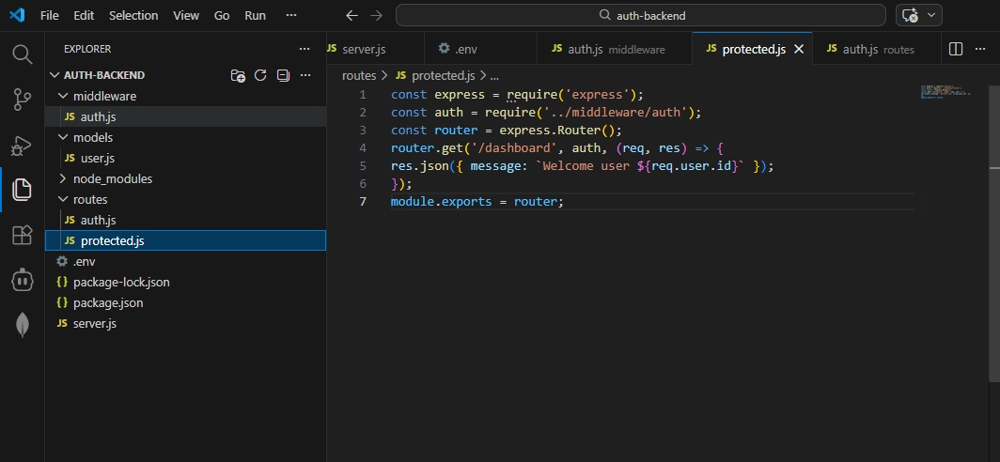 File Edit Selection View Go Run ··· ← → auth-backend
EXPLORER ···
AUTH-BACKEND ···
middleware
JS auth.js
models
JS user.js
node_modules
routes
JS auth.js
JS protected.js
.env
{} package-lock.json
{} package.json
JS server.js
JS server.js .env JS auth.js middleware JS protected.js × JS auth.js routes ···
routes > JS protected.js > ...
1 const express = require('express');
2 const auth = require('../middleware/auth');
3 const router = express.Router();
4 router.get('/dashboard', auth, (req, res) => {
5 res.json({ message: `Welcome user ${req.user.id}` });
6 });
7 module.exports = router;